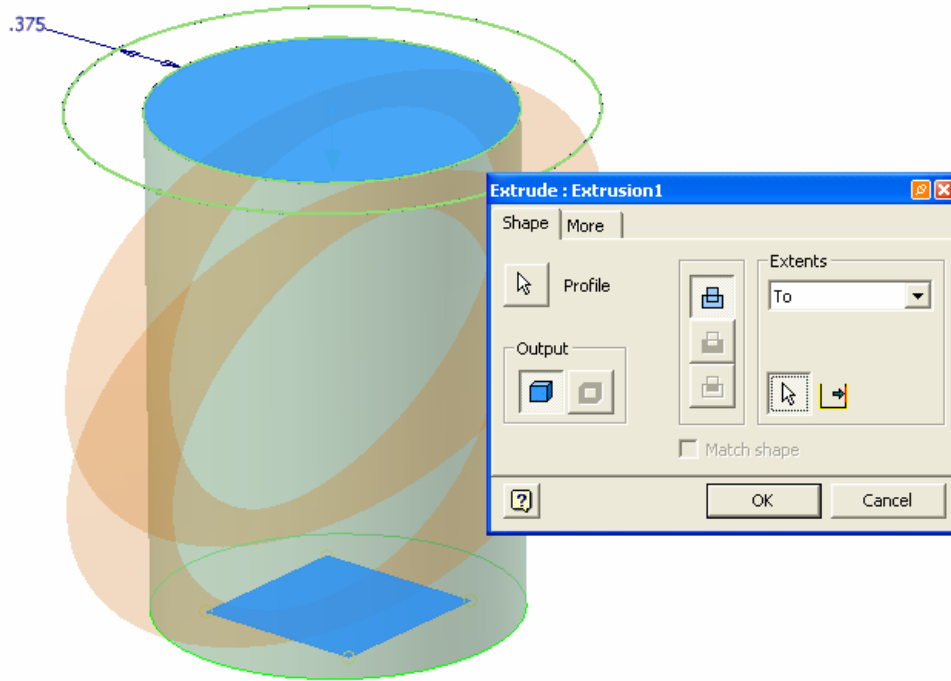 .375
Extrude : Extrusion1
Shape
More
Profile
Extents
To
Output
Match shape
?
OK
Cancel